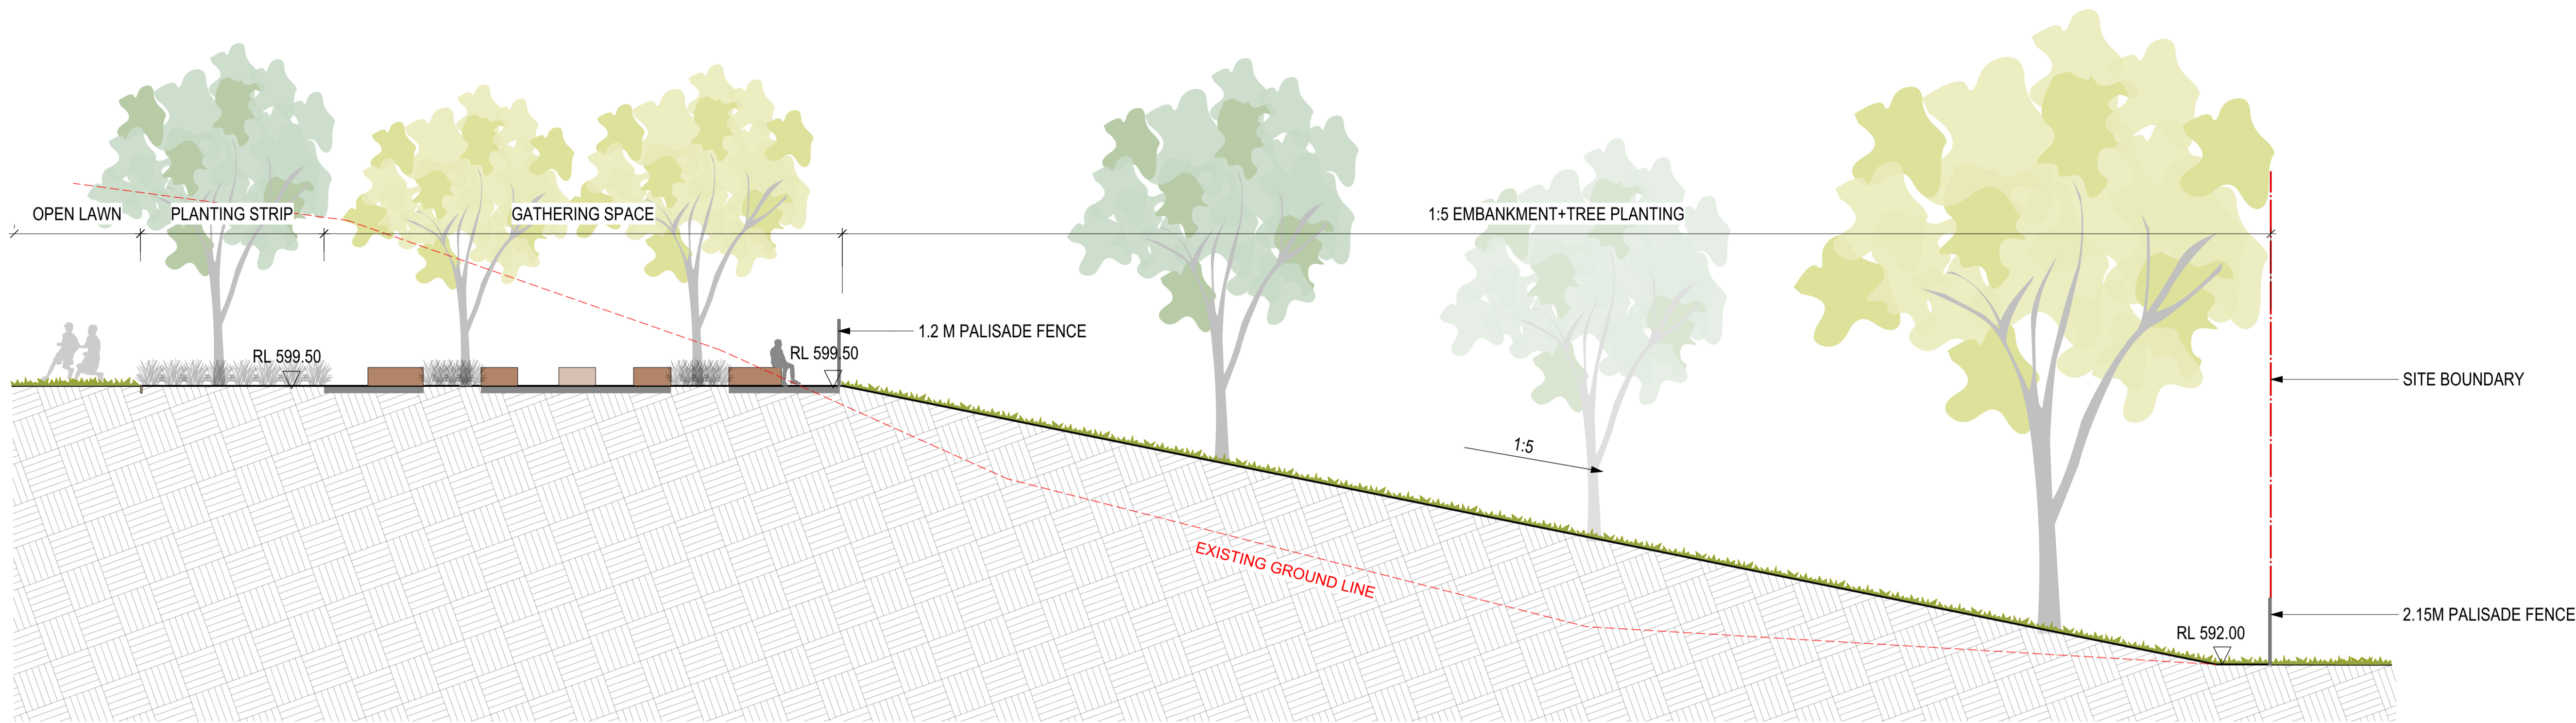 OPEN LAWN
PLANTING STRIP
GATHERING SPACE
1:5 EMBANKMENT+TREE PLANTING
1.2 M PALISADE FENCE
RL 599.50
RL 599.50
SITE BOUNDARY
1:5
EXISTING GROUND LINE
2.15M PALISADE FENCE
RL 592.00